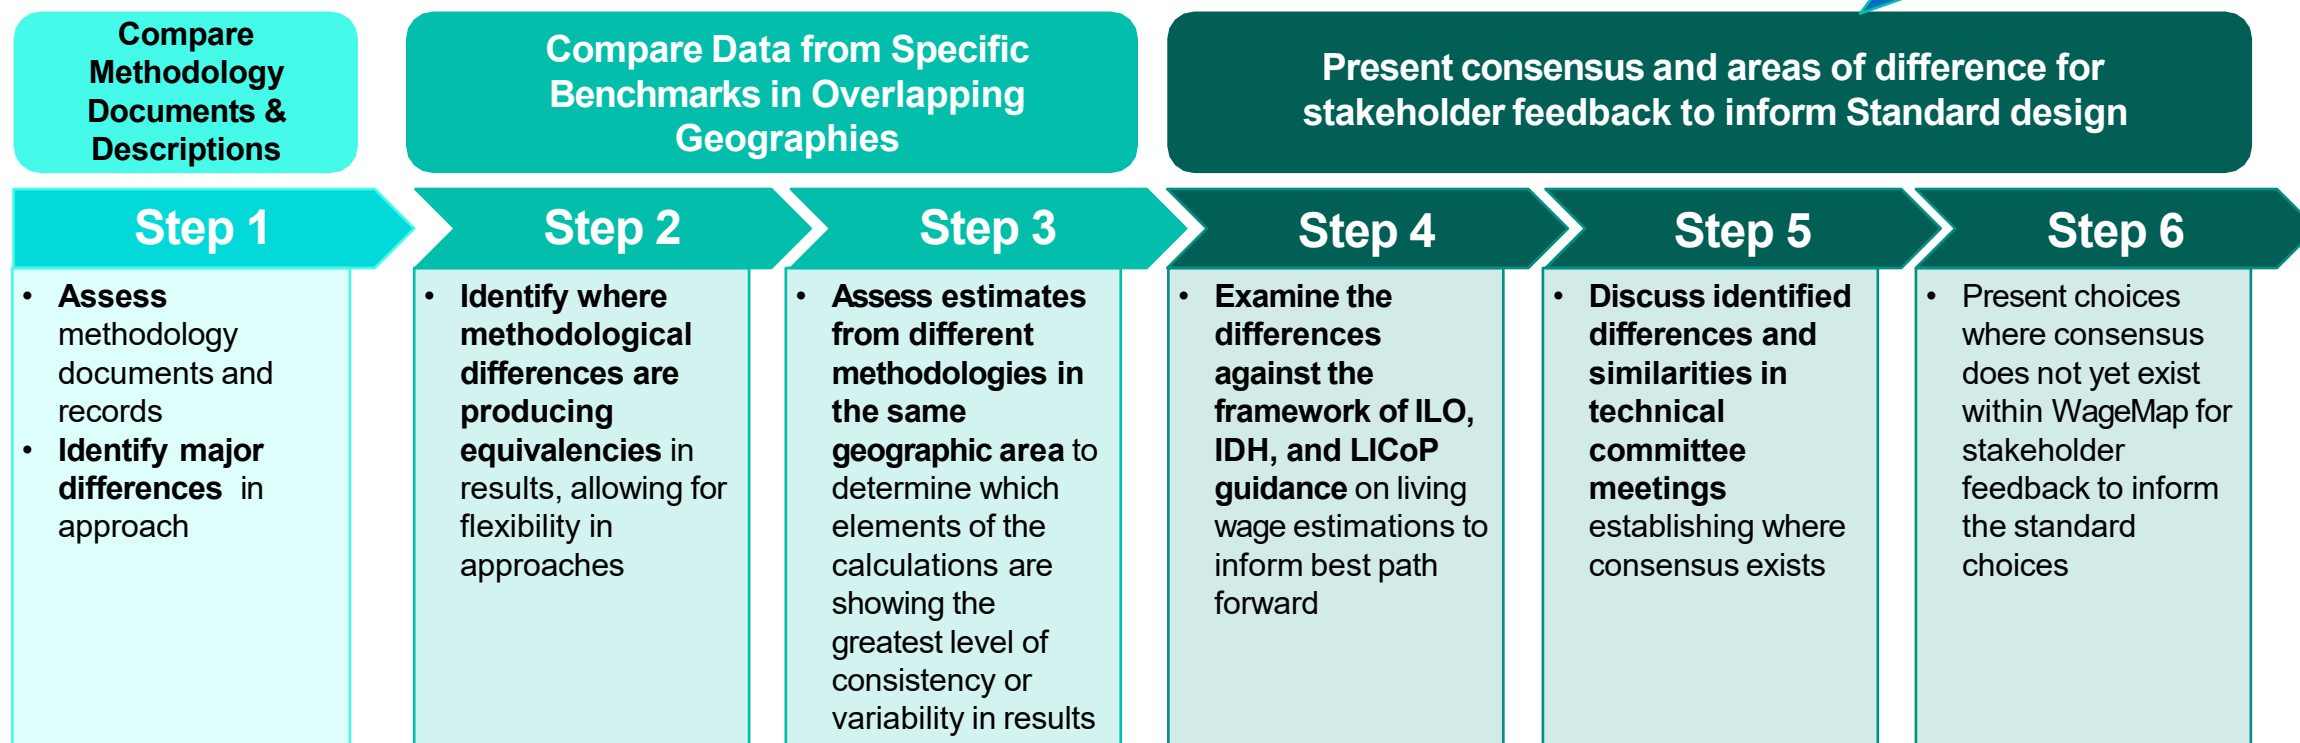 Compare
Methodology
Documents &
Descriptions
Compare Data from Specific
Benchmarks in Overlapping
Geographies
Present consensus and areas of difference for
stakeholder feedback to inform Standard design
Step 1
Step 2
Step 3
Step 4
Step 5
Step 6
• Assess
methodology
documents and
records
• Identify major
differences in
approach
• Identify where
methodological
differences are
producing
equivalencies in
results, allowing for
flexibility in
approaches
• Assess estimates
from different
methodologies in
the same
geographic area to
determine which
elements of the
calculations are
showing the
greatest level of
consistency or
variability in results
• Examine the
differences
against the
framework of ILO,
IDH, and LICoP
guidance on living
wage estimations to
inform best path
forward
• Discuss identified
differences and
similarities in
technical
committee
meetings
establishing where
consensus exists
• Present choices
where consensus
does not yet exist
within WageMap for
stakeholder
feedback to inform
the standard
choices